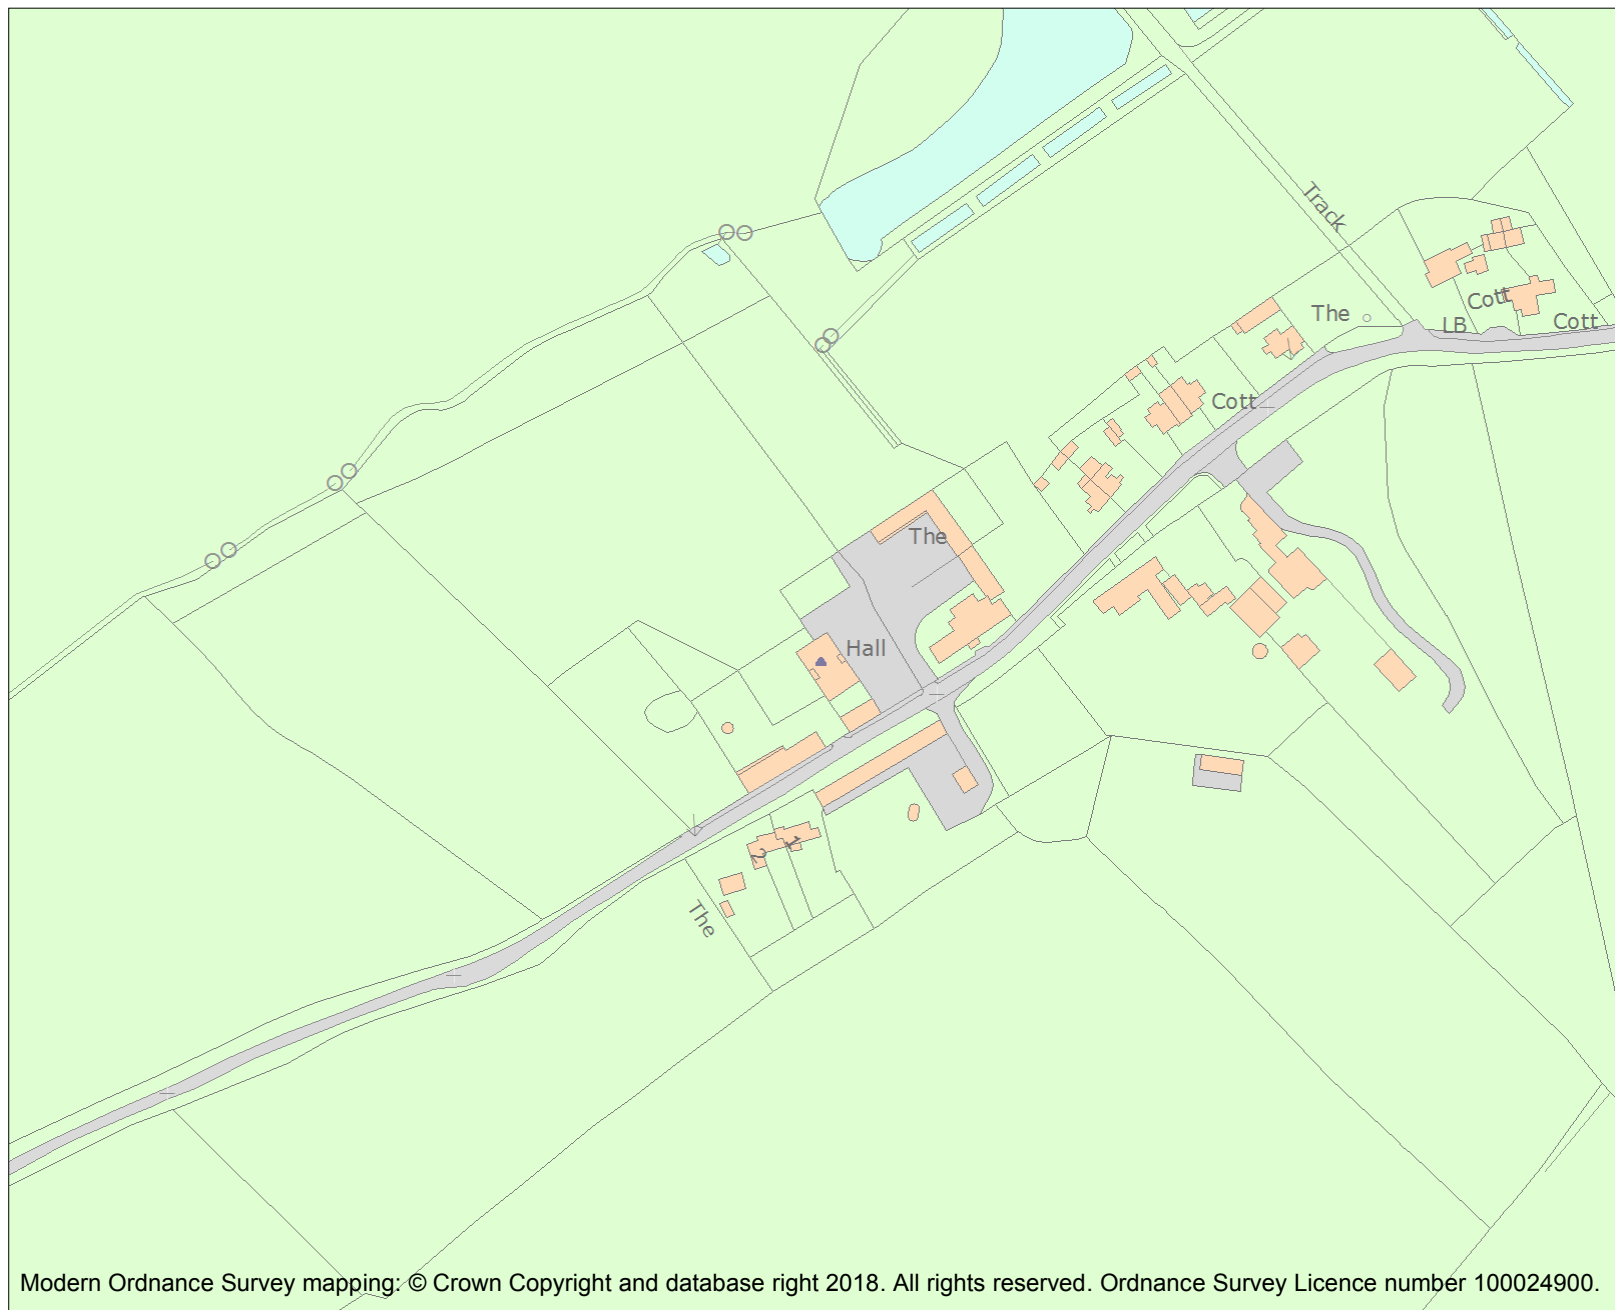 Track
Cott
The
LB
Cott
Cott
The
Hall
1
2
The
Modern Ordnance Survey mapping: © Crown Copyright and database right 2018. All rights reserved. Ordnance Survey Licence number 100024900.